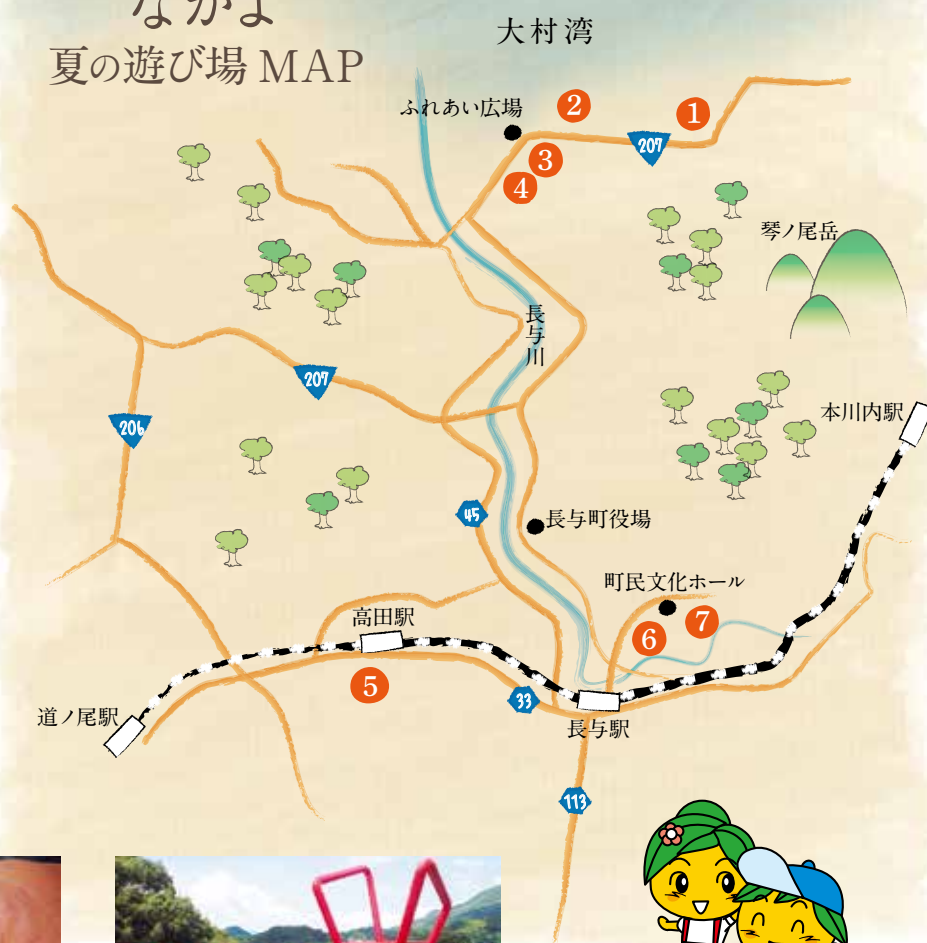 ながよ
夏の遊び場 MAP
大村湾
ふれあい広場
2
1
207
3
4
琴ノ尾岳
長与川
207
206
本川内駅
45
長与町役場
町民文化ホール
高田駅
7
6
5
33
道ノ尾駅
長与駅
113